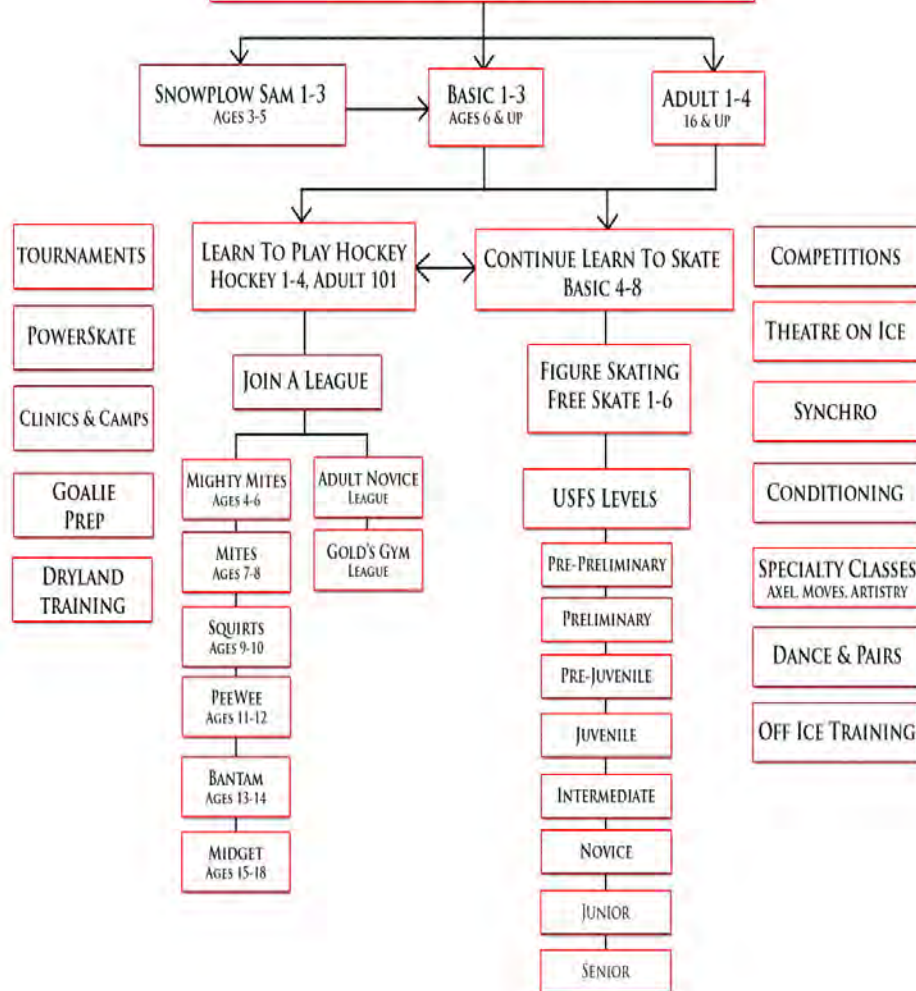 SNOWPLOW SAM 1-3
AGES 3-5
BASIC 1-3
AGES 6 & UP
ADULT 1-4
16 & UP
LEARN TO PLAY HOCKEY
HOCKEY 1-4, ADULT 101
CONTINUE LEARN TO SKATE
BASIC 4-8
TOURNAMENTS
POWERSKATE
CLINICS & CAMPS
GOALIE
PREP
DRYLAND
TRAINING
JOIN A LEAGUE
MIGHTY MITES
AGES 4-6
MITES
AGES 7-8
SQUIRTS
AGES 9-10
PEEWEE
AGES 11-12
BANTAM
AGES 13-14
MIDGET
AGES 15-18
ADULT NOVICE
LEAGUE
GOLD'S GYM
LEAGUE
FIGURE SKATING
FREE SKATE 1-6
USFS LEVELS
PRE-PRELIMINARY
PRELIMINARY
PRE-JUVENILE
JUVENILE
INTERMEDIATE
NOVICE
JUNIOR
SENIOR
COMPETITIONS
THEATRE ON ICE
SYNCHRO
CONDITIONING
SPECIALTY CLASSES
AXEL, MOVES, ARTISTRY
DANCE & PAIRS
OFF ICE TRAINING